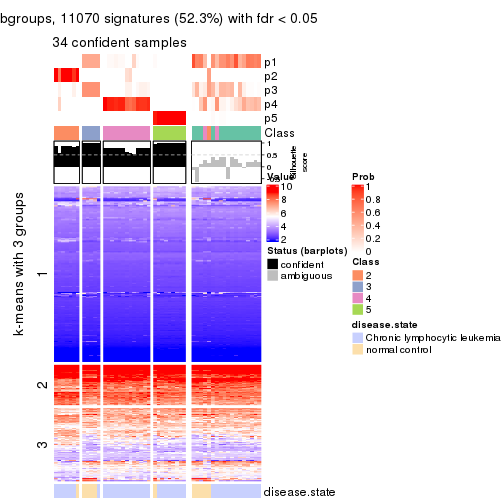 bgroups, 11070 signatures (52.3%) with fdr < 0.05
34 confident samples
p1
p2
p3
p4
p5
Class
1
0.5
0
-0.5
Silhouette
score
k-means with 3 groups
1
2
3
Value
10
8
6
4
2
Status (barplots)
confident
ambiguous
Prob
1
0.8
0.6
0.4
0.2
0
Class
2
3
4
5
disease.state
Chronic lymphocytic leukemia
normal control
disease.state